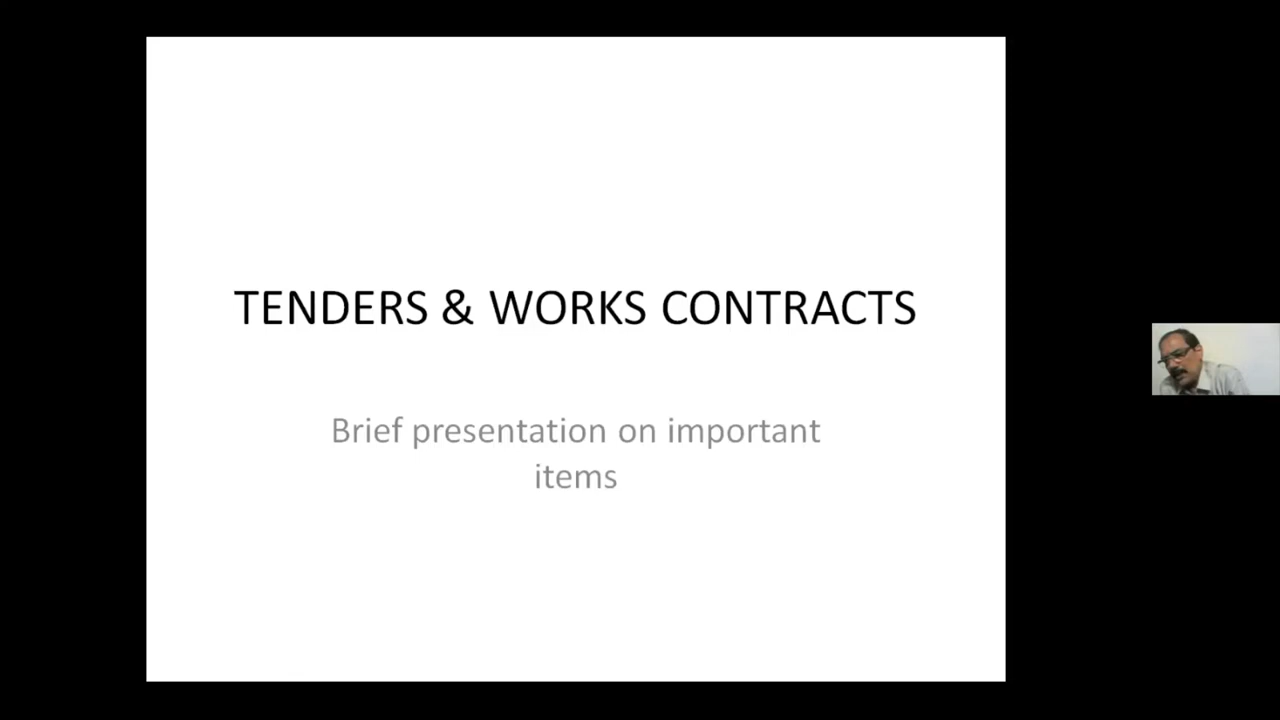 TENDERS & WORKS CONTRACTS
Brief presentation on important
items